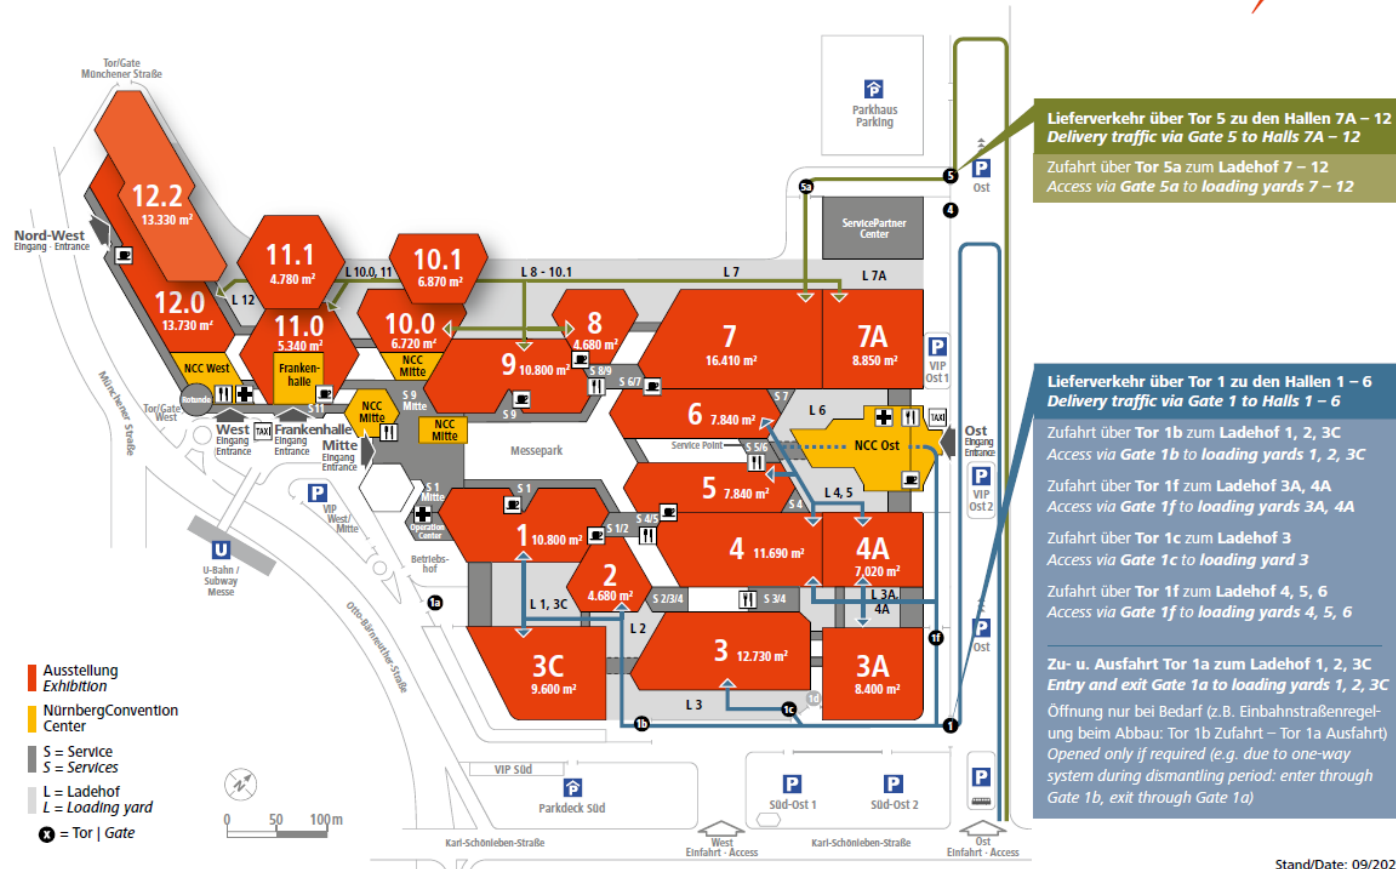 Tor/Gate
Münchener Straße
12.2
13.330 m²
Nord-West
Eingang - Entrance
12.0
13.730 m²
L 12
11.1
4.780 m²
L 10.0, 11
10.1
6.870 m²
L 8 - 10.1
L 7
L 7A
11.0
5.340 m²
10.0
6.720 m²
8
4.680 m²
7
16.410 m²
7A
8.850 m²
9 10.800 m²
NCC West
Franken-
halle
NCC
Mitte
Rotunde
S 11
S 9
Mitte
NCC
Mitte
NCC
Mitte
S 9
S 8/9
S 6/7
S 7
L 6
6 7.840 m²
Service Point
S 5/6
NCC Ost
5 7.840 m²
L 4, 5
S 4
Messepark
Münchener Straße
Tor/Gate
West
West
Eingang
Entrance
TAXI
Frankenhalle
Eingang
Entrance
Mitte
Eingang
Entrance
S 1
Mitte
Operation
Center
Betriebs-
hof
S 1
1 10.800 m²
S 1/2
S 4/5
2
4.680 m²
4 11.690 m²
4A
7.020 m²
L 1, 3C
L 2
S 2/3/4
S 3/4
L 3A,
4A
3C
9.600 m²
3 12.730 m²
3A
8.400 m²
L 3
P
VIP
West/
Mitte
U
U-Bahn /
Subway
Messe
Otto-Bärnreuther-Straße
1a
1b
1c
1d
1f
1
P
Parkhaus
Parking
5a
5
4
P
Ost
ServicePartner
Center
P
VIP
Ost 1
TAXI
Ost
Eingang
Entrance
P
VIP
Ost 2
P
Ost
P
VIP Süd
P
Parkdeck Süd
P
Süd-Ost 1
P
Süd-Ost 2
Karl-Schönleben-Straße
West
Einfahrt - Access
Karl-Schönleben-Straße
Ost
Einfahrt - Access
Ausstellung
Exhibition
NürnbergConvention
Center
S = Service
S = Services
L = Ladehof
L = Loading yard
x = Tor | Gate
N
0 50 100 m
Lieferverkehr über Tor 5 zu den Hallen 7A – 12
Delivery traffic via Gate 5 to Halls 7A – 12
Zufahrt über Tor 5a zum Ladehof 7 – 12
Access via Gate 5a to loading yards 7 – 12
Lieferverkehr über Tor 1 zu den Hallen 1 – 6
Delivery traffic via Gate 1 to Halls 1 – 6
Zufahrt über Tor 1b zum Ladehof 1, 2, 3C
Access via Gate 1b to loading yards 1, 2, 3C
Zufahrt über Tor 1f zum Ladehof 3A, 4A
Access via Gate 1f to loading yards 3A, 4A
Zufahrt über Tor 1c zum Ladehof 3
Access via Gate 1c to loading yard 3
Zufahrt über Tor 1f zum Ladehof 4, 5, 6
Access via Gate 1f to loading yards 4, 5, 6
Zu- u. Ausfahrt Tor 1a zum Ladehof 1, 2, 3C
Entry and exit Gate 1a to loading yards 1, 2, 3C
Öffnung nur bei Bedarf (z.B. Einbahnstraßenregel-
ung beim Abbau: Tor 1b Zufahrt – Tor 1a Ausfahrt)
Opened only if required (e.g. due to one-way
system during dismantling period: enter through
Gate 1b, exit through Gate 1a)
Stand/Date: 09/202